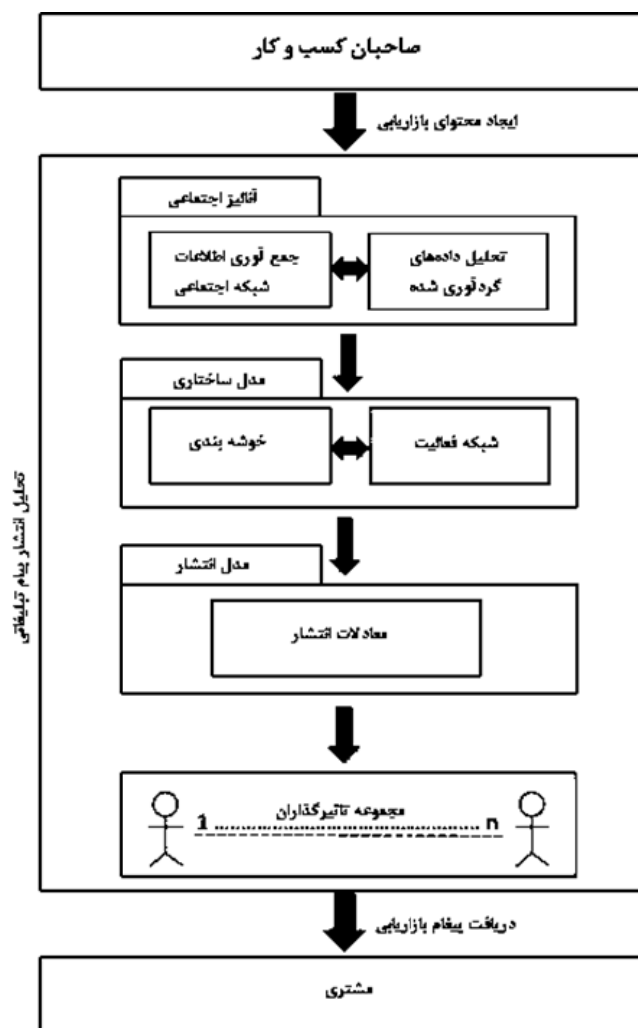 صاحبان کسب و کار
ایجاد محتوای بازاریابی
آنالیز اجتماعی
تحلیل داده‌های
گردآوری شده
جمع آوری اطلاعات
شبکه اجتماعی
مدل ساختاری
شبکه فعالیت
خوشه بندی
مدل انتشار
معادلات انتشار
مجموعه تاثیرگذاران
1 ........................................ n
تحلیل انتشار پیام تبلیغاتی
دریافت پیغام بازاریابی
مشتری